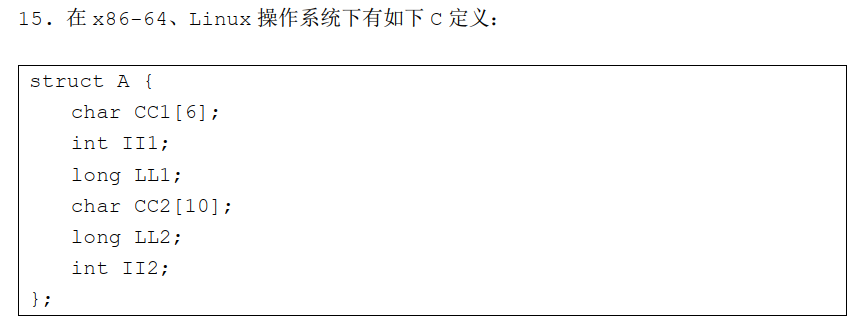 15. 在 x86-64、Linux 操作系统下有如下 C 定义：
struct A {
char CC1[6];
int II1;
long LL1;
char CC2[10];
long LL2;
int II2;
};